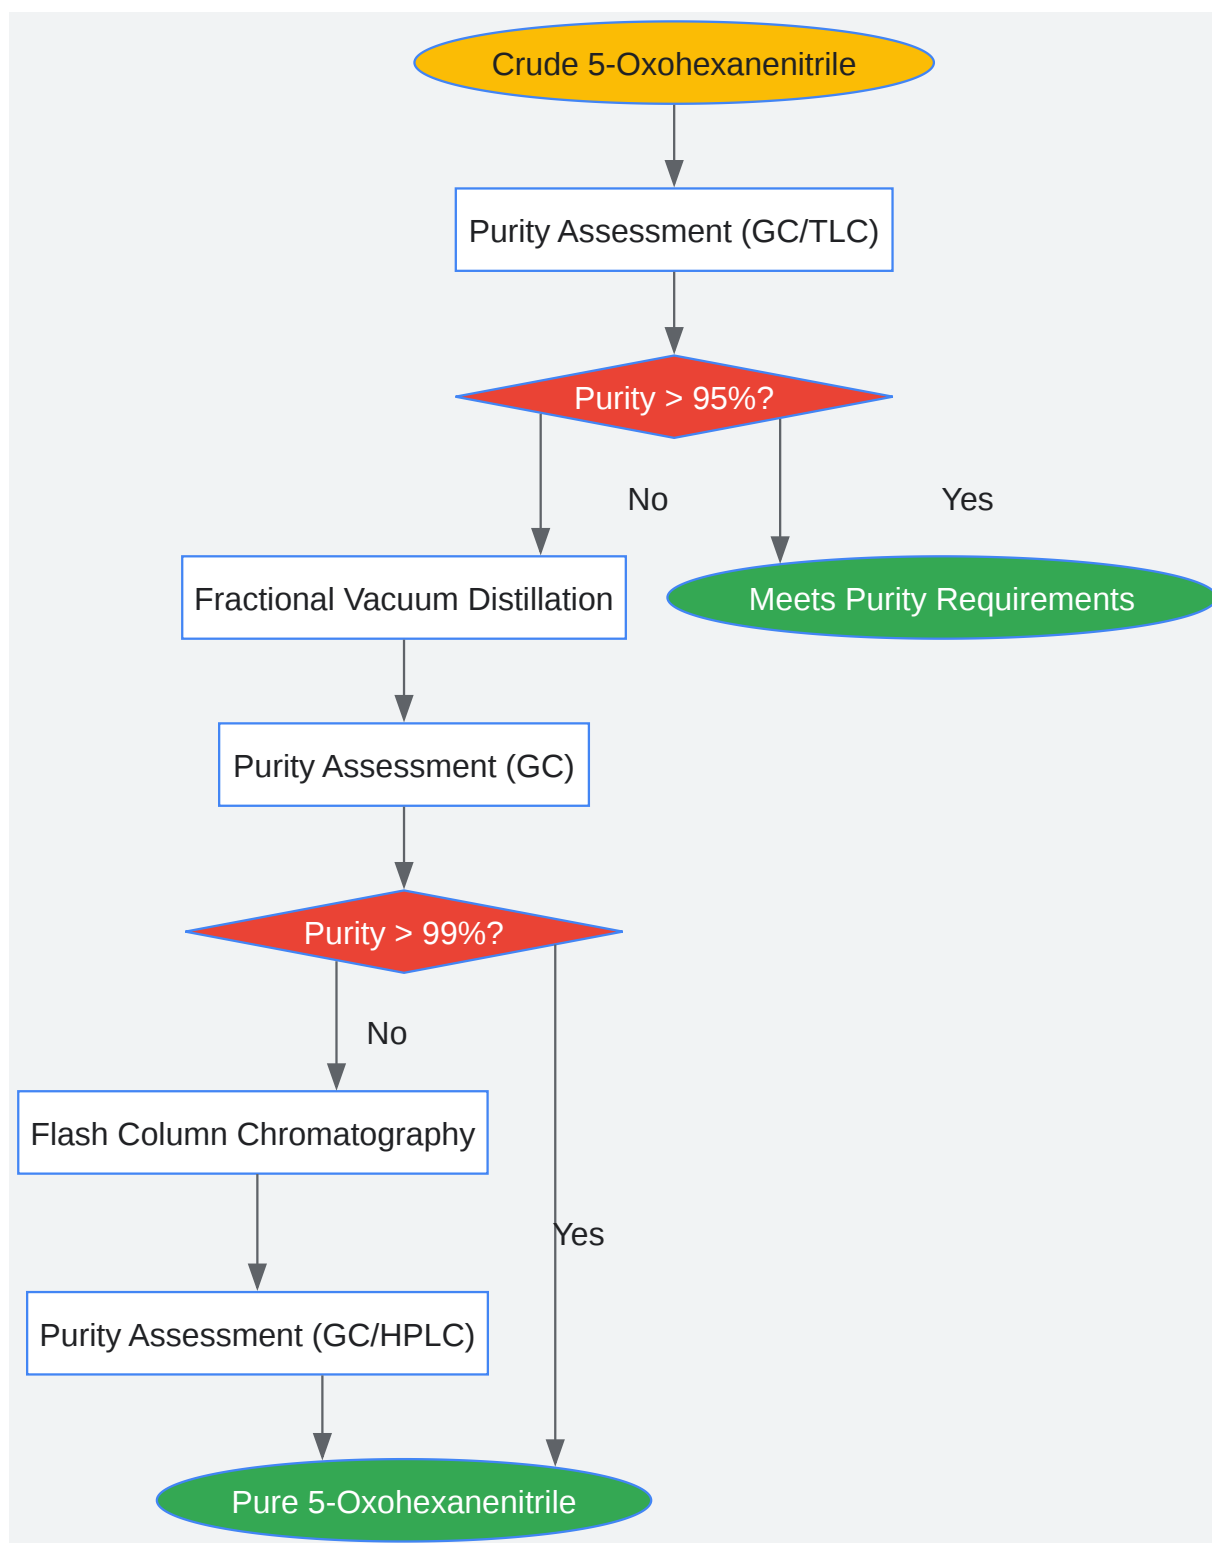 Crude 5-Oxohexanenitrile
Purity Assessment (GC/TLC)
Purity > 95%?
No
Yes
Fractional Vacuum Distillation
Meets Purity Requirements
Purity Assessment (GC)
Purity > 99%?
No
Flash Column Chromatography
Yes
Purity Assessment (GC/HPLC)
Pure 5-Oxohexanenitrile